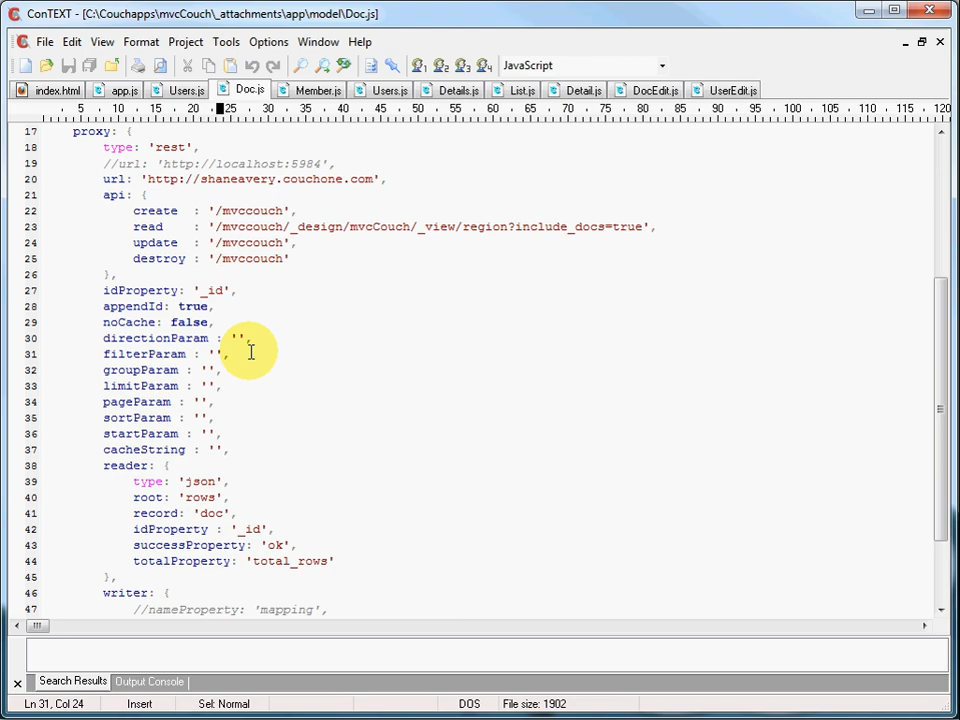 ConTEXT - [C:\Couchapps\mvcCouch\_attachments\app\model\Doc.js]
File Edit View Format Project Tools Options Window Help
1 2 3 4 JavaScript
index.html app.js Users.js Doc.js Member.js Users.js Details.js List.js Detail.js DocEdit.js UserEdit.js
5 10 15 20 25 30 35 40 45 50 55 60 65 70 75 80 85 90 95 100 105 110 115 120
17 proxy: {
18 type: 'rest',
19 //url: 'http://localhost:5984',
20 url: 'http://shaneavery.couchone.com',
21 api: {
22 create : '/mvccouch',
23 read : '/mvccouch/_design/mvcCouch/_view/region?include_docs=true',
24 update : '/mvccouch',
25 destroy : '/mvccouch'
26 },
27 idProperty: '_id',
28 appendId: true,
29 noCache: false,
30 directionParam : '',
31 filterParam : '',
32 groupParam : '',
33 limitParam : '',
34 pageParam : '',
35 sortParam : '',
36 startParam : '',
37 cacheString : '',
38 reader: {
39 type: 'json',
40 root: 'rows',
41 record: 'doc',
42 idProperty : '_id',
43 successProperty: 'ok',
44 totalProperty: 'total_rows'
45 },
46 writer: {
47 //nameProperty: 'mapping',
Search Results Output Console
Ln 31, Col 24 Insert Sel: Normal DOS File size: 1902